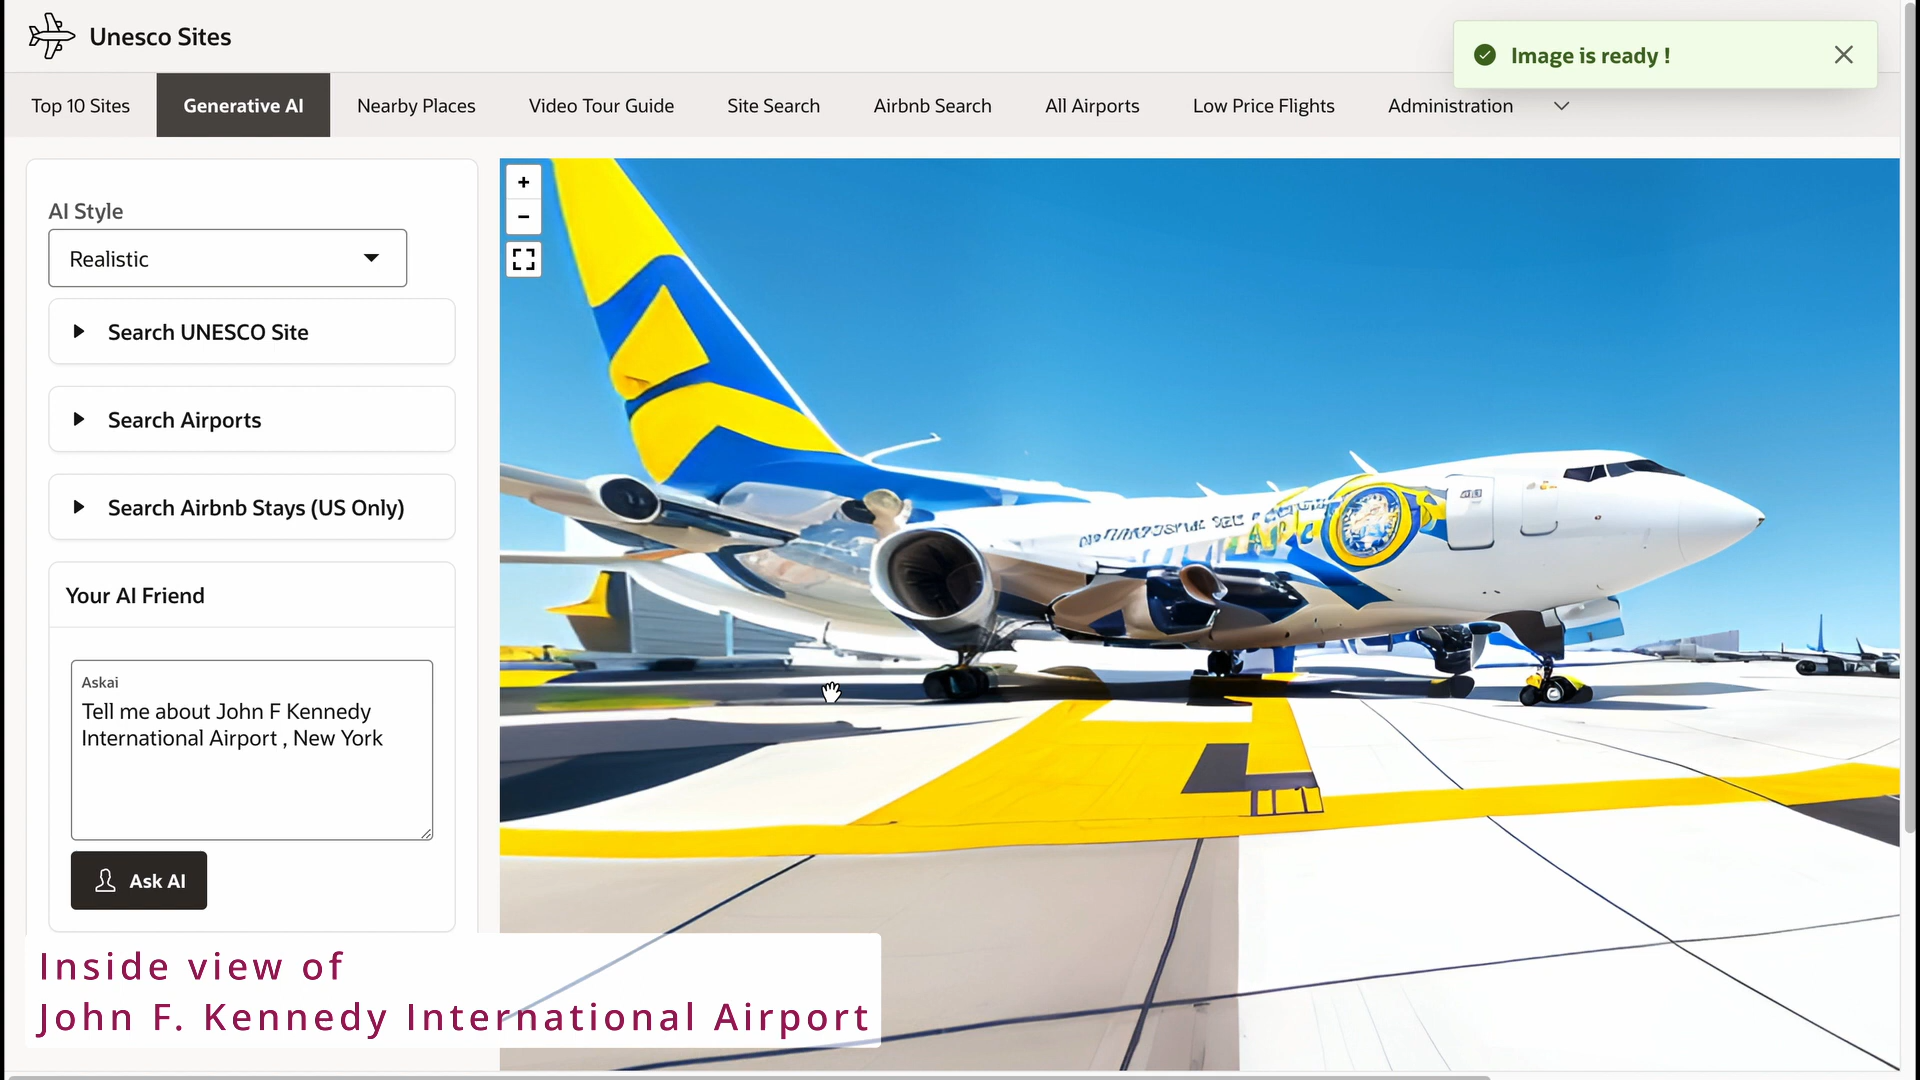 Unesco Sites
Image is ready !
Top 10 Sites
Generative AI
Nearby Places
Video Tour Guide
Site Search
Airbnb Search
All Airports
Low Price Flights
Administration
AI Style
Realistic
Search UNESCO Site
Search Airports
Search Airbnb Stays (US Only)
Your AI Friend
Askai
Tell me about John F Kennedy
International Airport , New York
Ask AI
+
−
Inside view of
John F. Kennedy International Airport